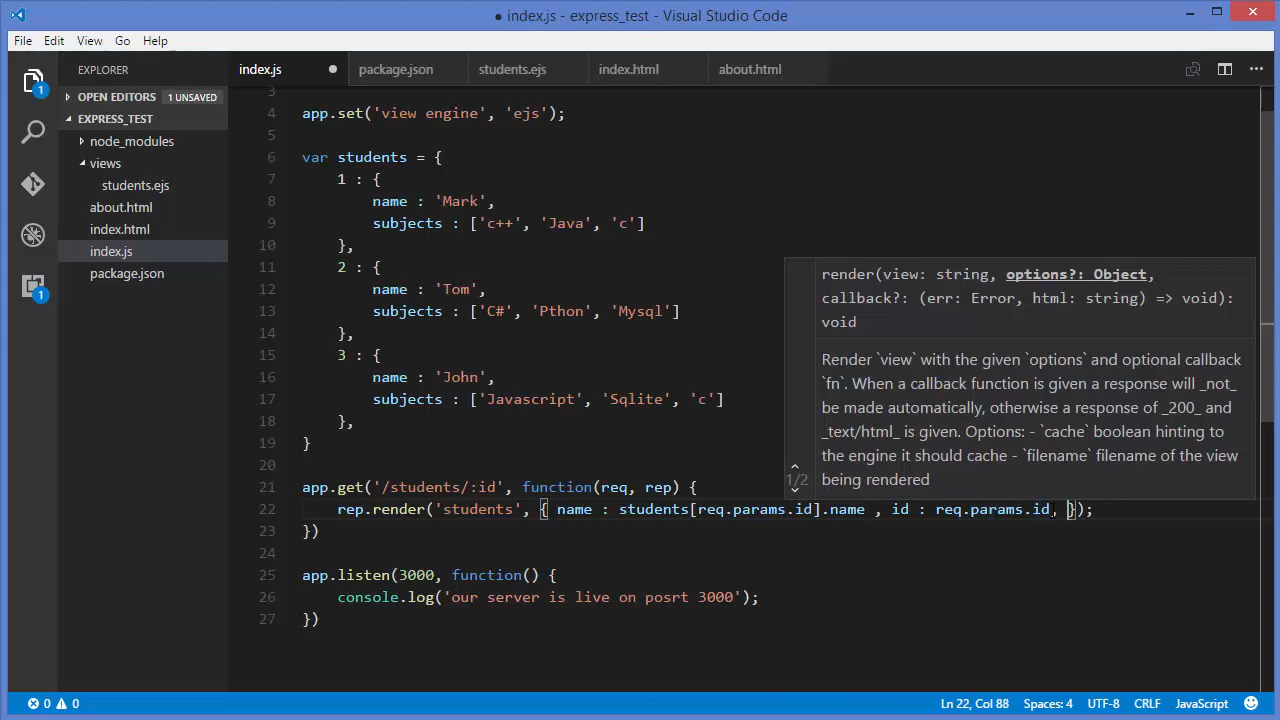 ● index.js - express_test - Visual Studio Code
File Edit View Go Help
EXPLORER
index.js ● package.json students.ejs index.html about.html
OPEN EDITORS 1 UNSAVED
EXPRESS_TEST
node_modules
views
students.ejs
about.html
index.html
index.js
package.json
1
1
3
4 app.set('view engine', 'ejs');
5
6 var students = {
7 1 : {
8 name : 'Mark',
9 subjects : ['c++', 'Java', 'c']
10 },
11 2 : {
12 name : 'Tom',
13 subjects : ['C#', 'Pthon', 'Mysql']
14 },
15 3 : {
16 name : 'John',
17 subjects : ['Javascript', 'Sqlite', 'c']
18 },
19 }
20
21 app.get('/students/:id', function(req, rep) {
22 rep.render('students', { name : students[req.params.id].name , id : req.params.id, });
23 })
24
25 app.listen(3000, function() {
26 console.log('our server is live on posrt 3000');
27 })
render(view: string, options?: Object,
callback?: (err: Error, html: string) => void):
void
Render `view` with the given `options` and optional callback
`fn`. When a callback function is given a response will _not_
be made automatically, otherwise a response of _200_ and
_text/html_ is given. Options: - `cache` boolean hinting to
the engine it should cache - `filename` filename of the view
being rendered
1/2
0 0 Ln 22, Col 88 Spaces: 4 UTF-8 CRLF JavaScript